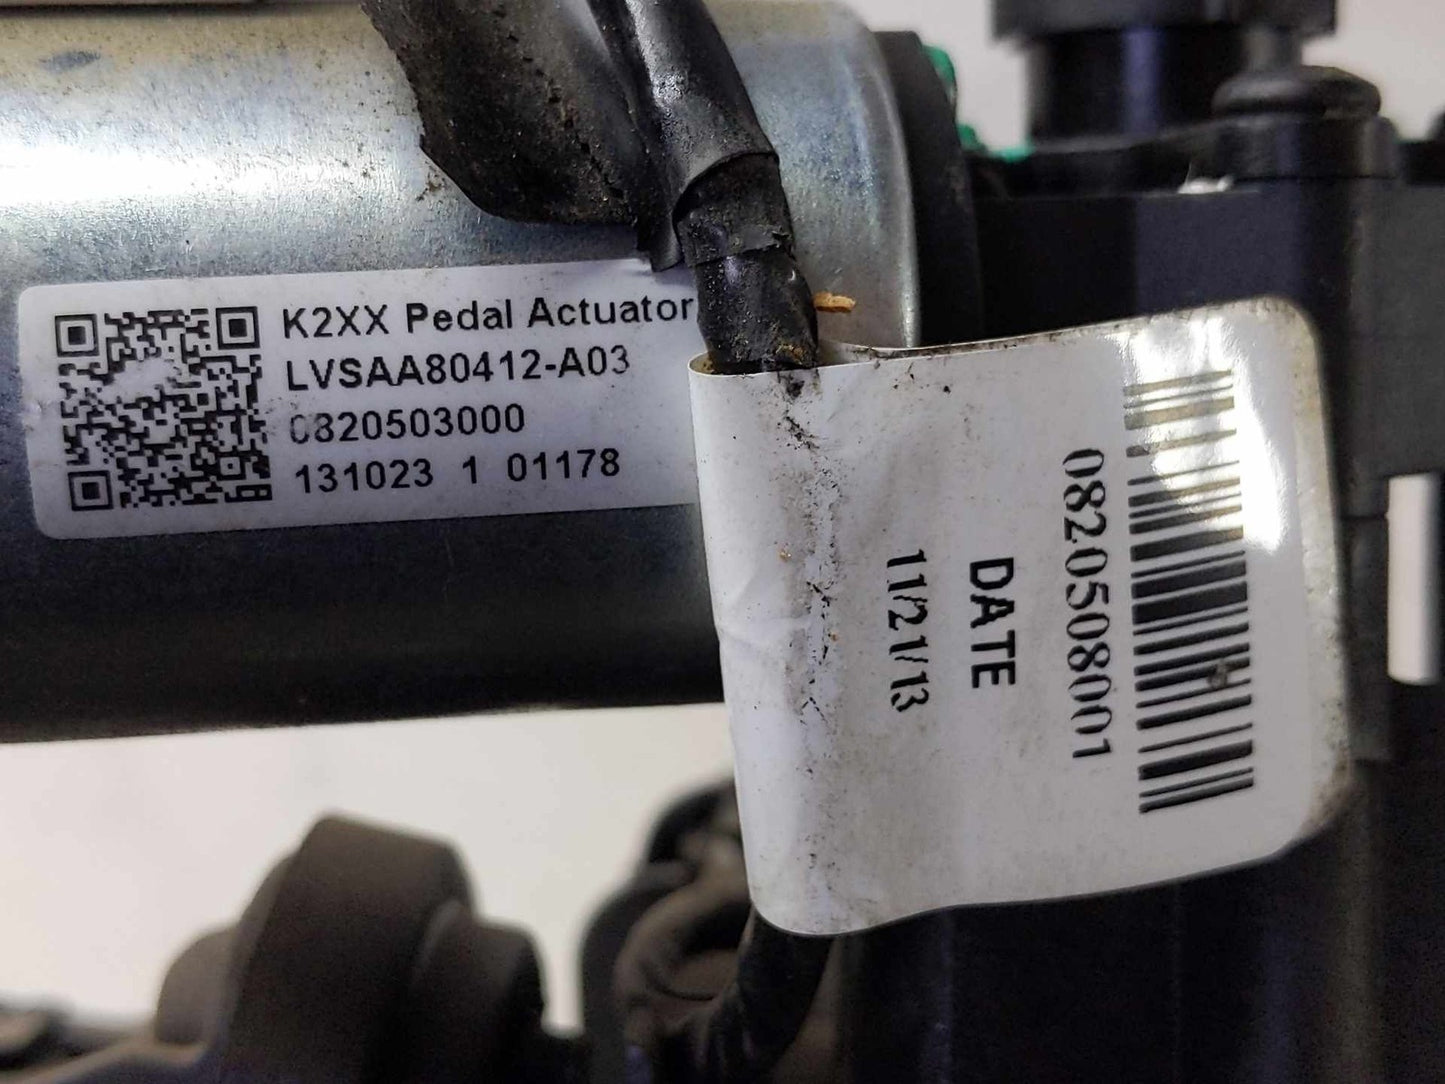 K2XX Pedal Actuator
LVSAA80412-A03
0820503000
131023 1 01178
0820508001
DATE
11/21/13